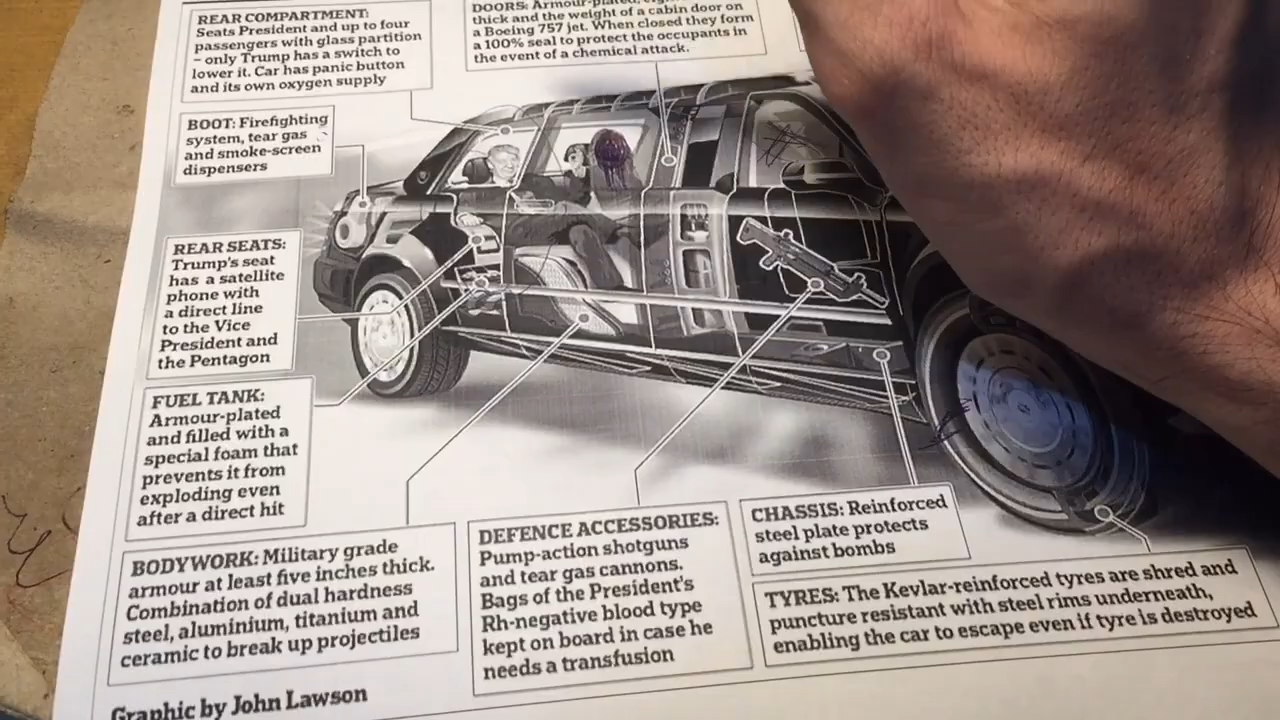 REAR COMPARTMENT:
Seats President and up to four
passengers with glass partition
– only Trump has a switch to
lower it. Car has panic button
and its own oxygen supply
DOORS: Armour-plated,
thick and the weight of a cabin door on
a Boeing 757 jet. When closed they form
a 100% seal to protect the occupants in
the event of a chemical attack.
BOOT: Firefighting
system, tear gas
and smoke-screen
dispensers
REAR SEATS:
Trump's seat
has a satellite
phone with
a direct line
to the Vice
President and
the Pentagon
FUEL TANK:
Armour-plated
and filled with a
special foam that
prevents it from
exploding even
after a direct hit
BODYWORK: Military grade
armour at least five inches thick.
Combination of dual hardness
steel, aluminium, titanium and
ceramic to break up projectiles
DEFENCE ACCESSORIES:
Pump-action shotguns
and tear gas cannons.
Bags of the President's
Rh-negative blood type
kept on board in case he
needs a transfusion
CHASSIS: Reinforced
steel plate protects
against bombs
TYRES: The Kevlar-reinforced tyres are shred and
puncture resistant with steel rims underneath,
enabling the car to escape even if tyre is destroyed
Graphic by John Lawson